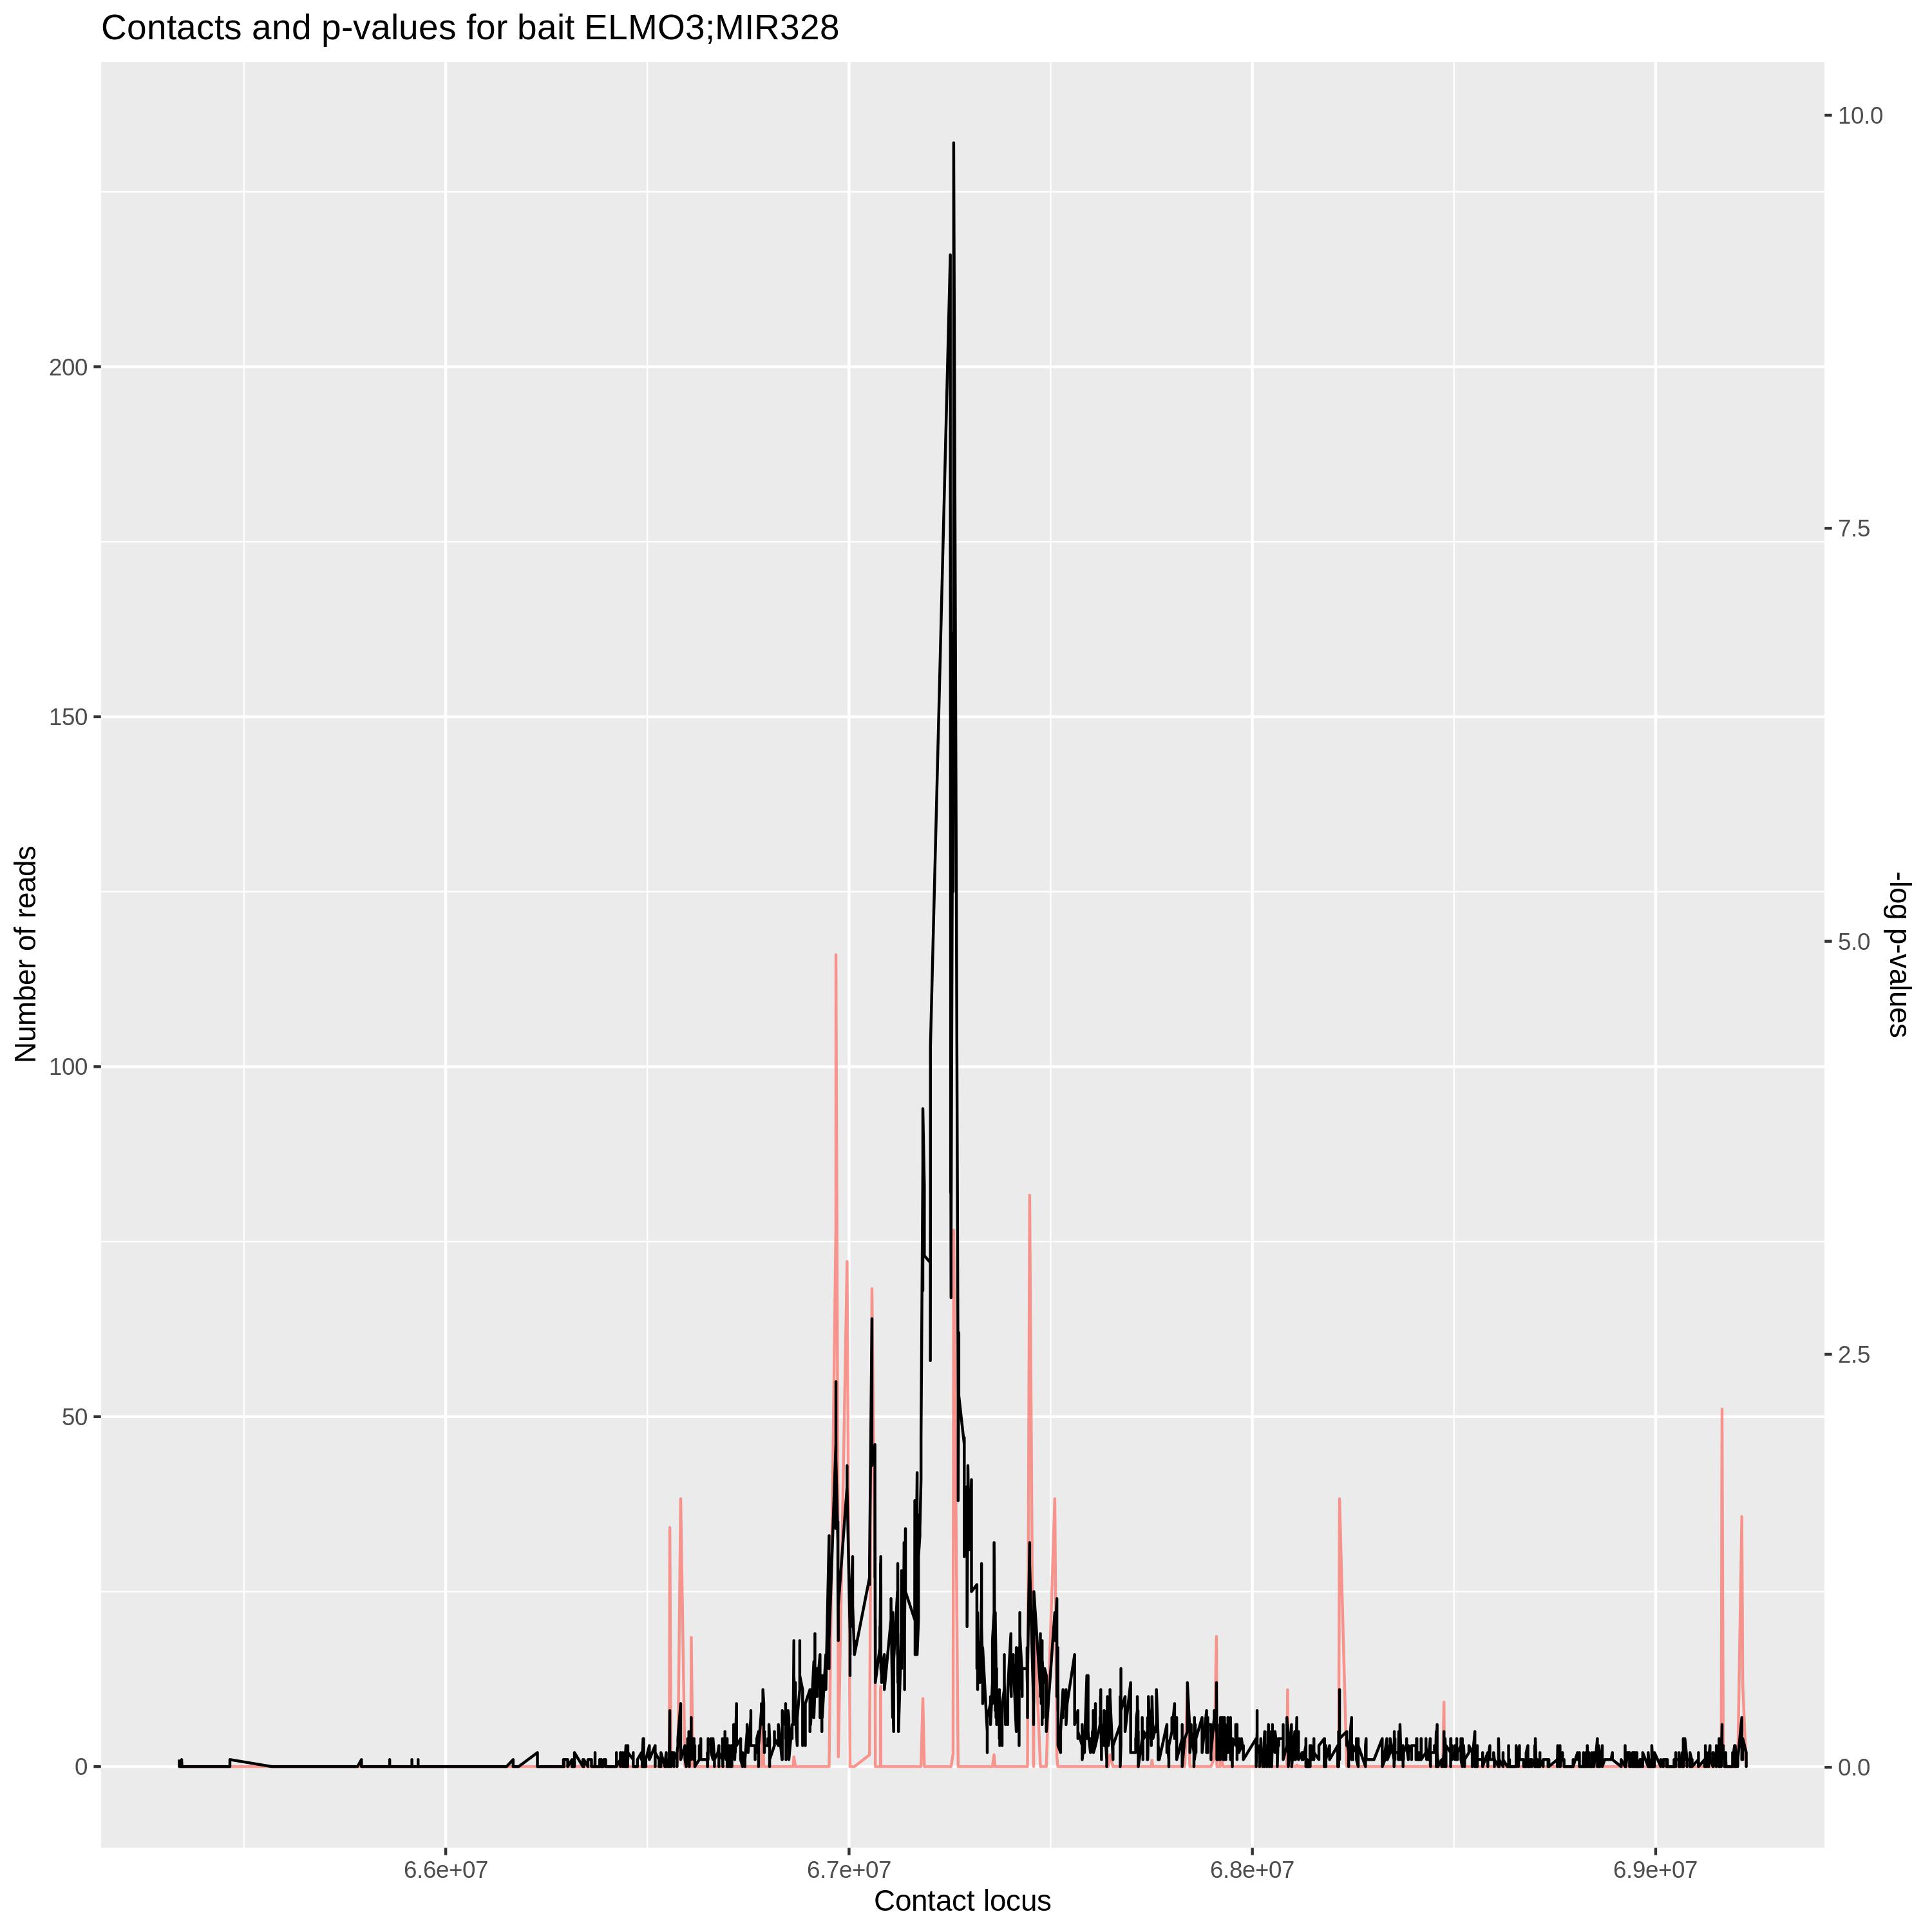 Contacts and p-values for bait ELMO3;MIR328
Number of reads
200
150
100
50
0
10.0
7.5
5.0
2.5
0.0
-log p-values
6.6e+07
6.7e+07
6.8e+07
6.9e+07
Contact locus